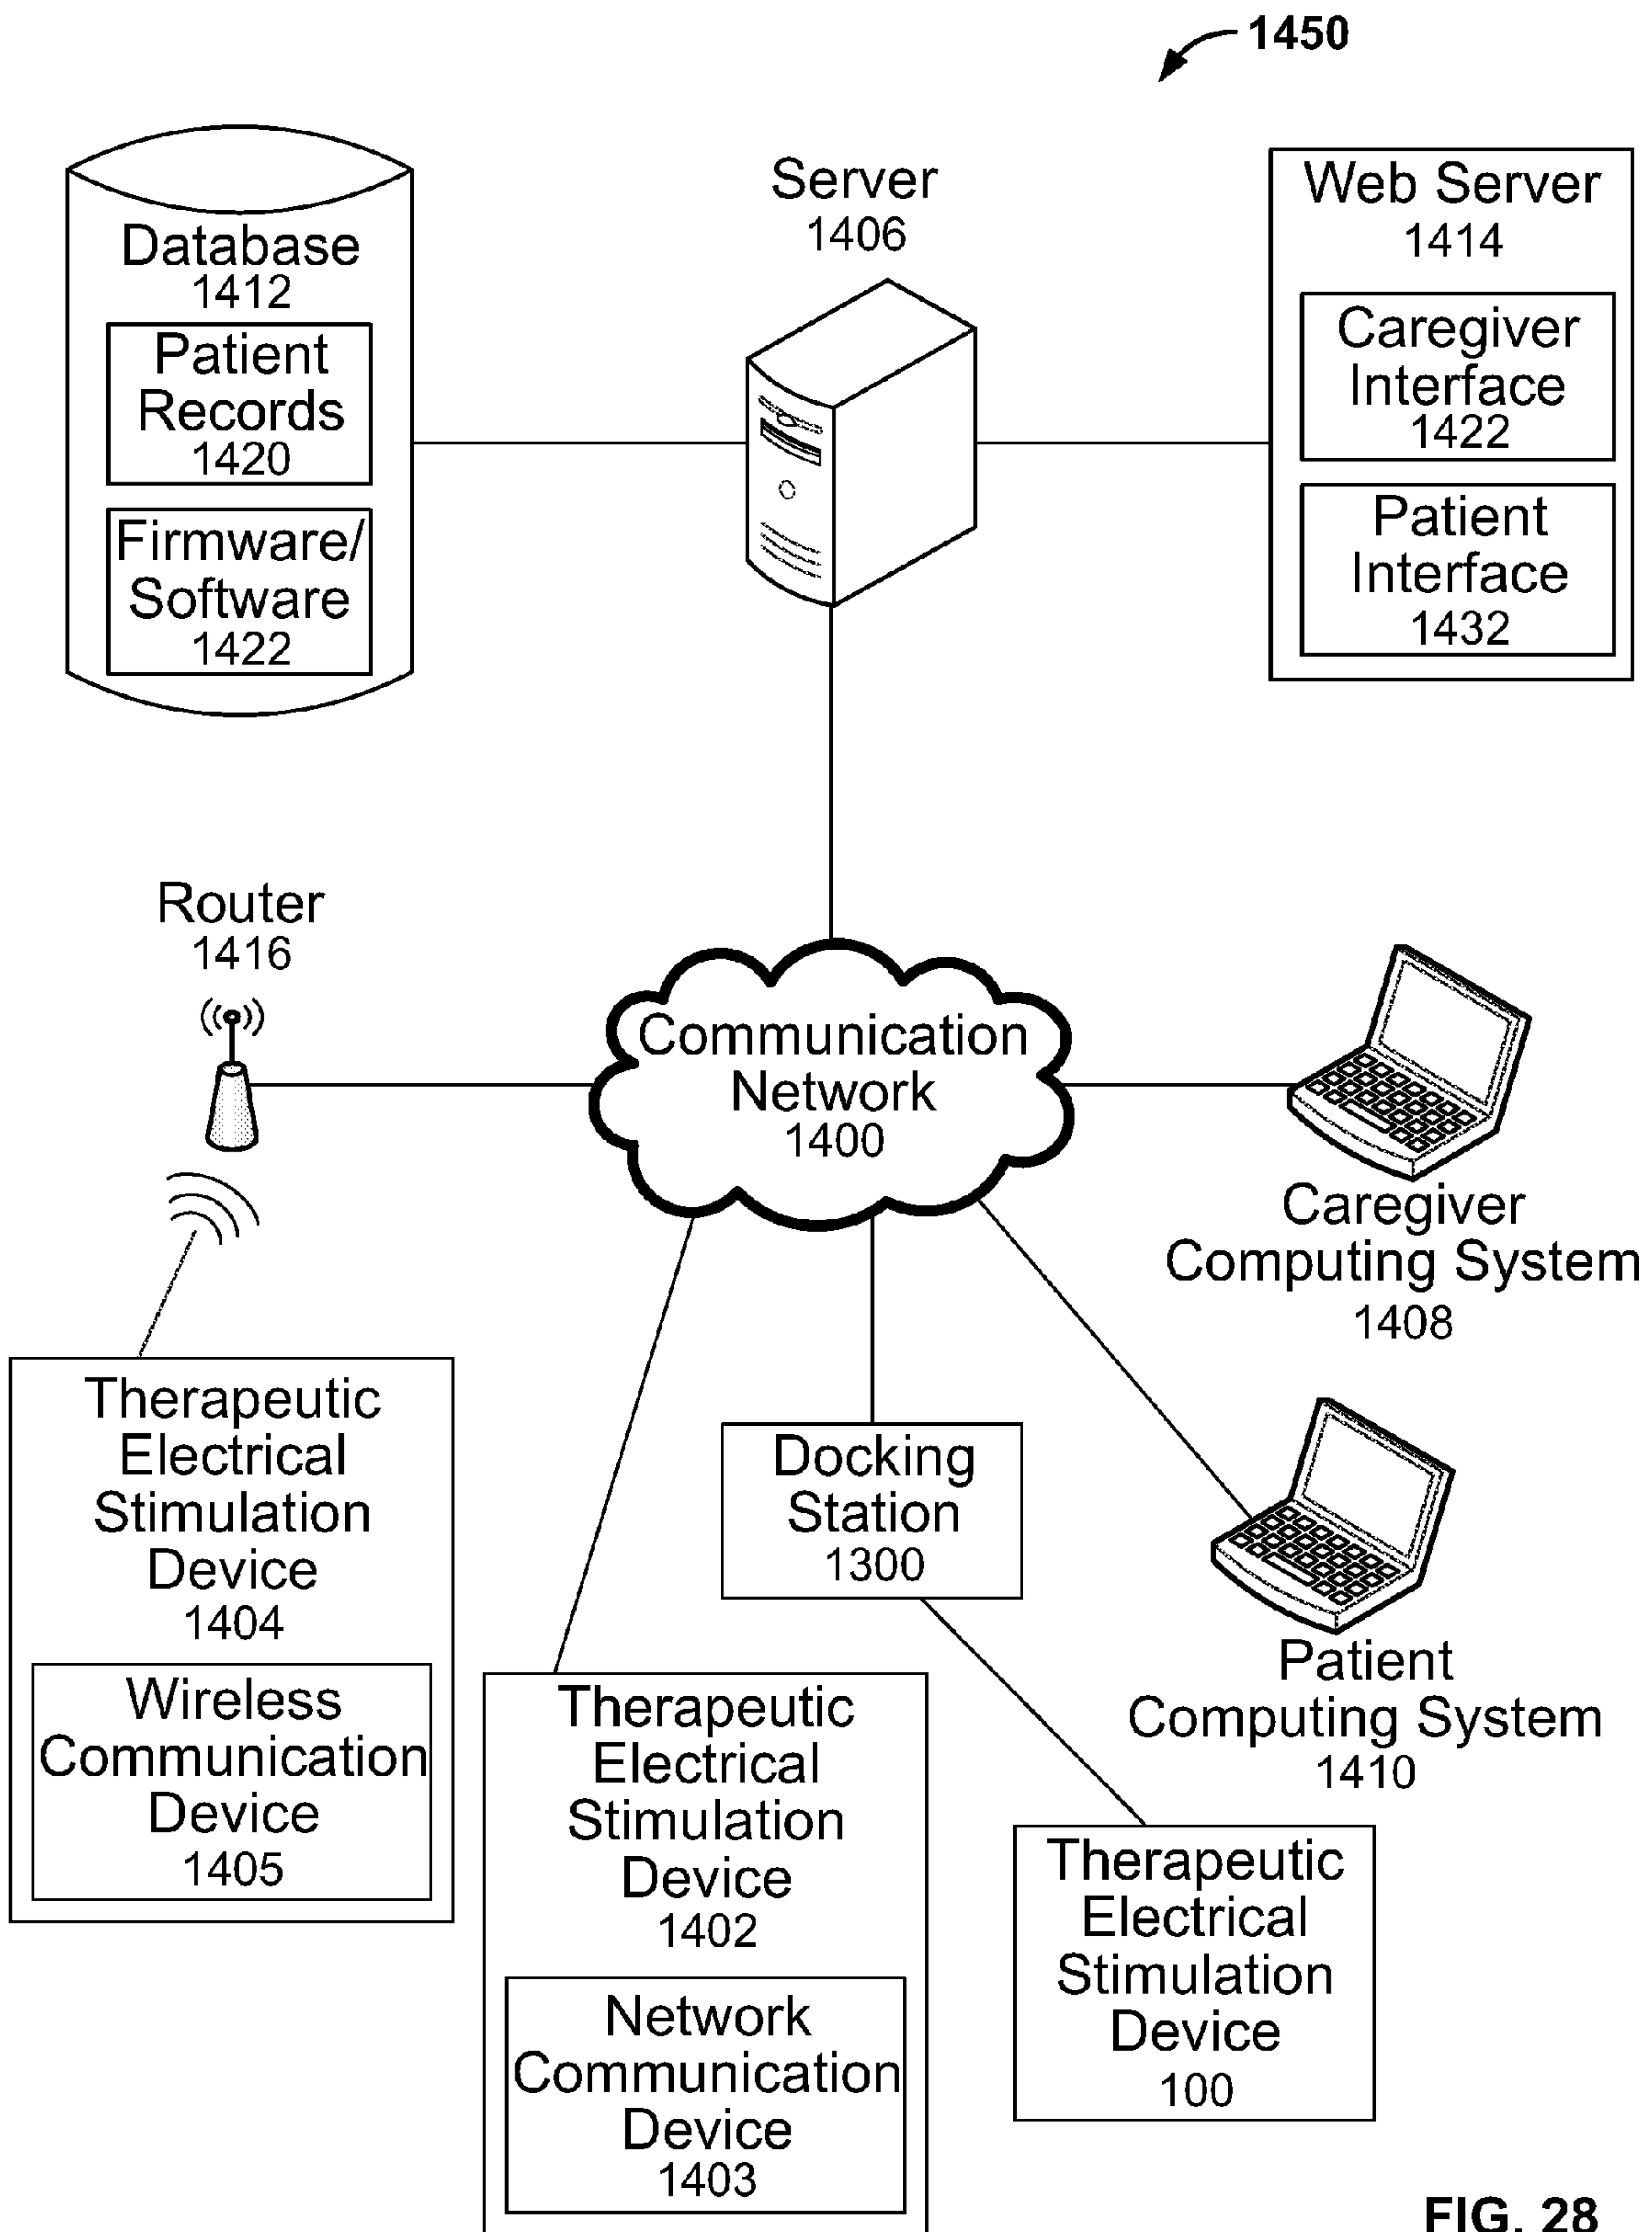 1450
Database
1412
Patient
Records
1420
Firmware/
Software
1422
Server
1406
Web Server
1414
Caregiver
Interface
1422
Patient
Interface
1432
Router
1416
Communication
Network
1400
Caregiver
Computing System
1408
Therapeutic
Electrical
Stimulation
Device
1404
Wireless
Communication
Device
1405
Therapeutic
Electrical
Stimulation
Device
1402
Network
Communication
Device
1403
Docking
Station
1300
Patient
Computing System
1410
Therapeutic
Electrical
Stimulation
Device
100
FIG. 28